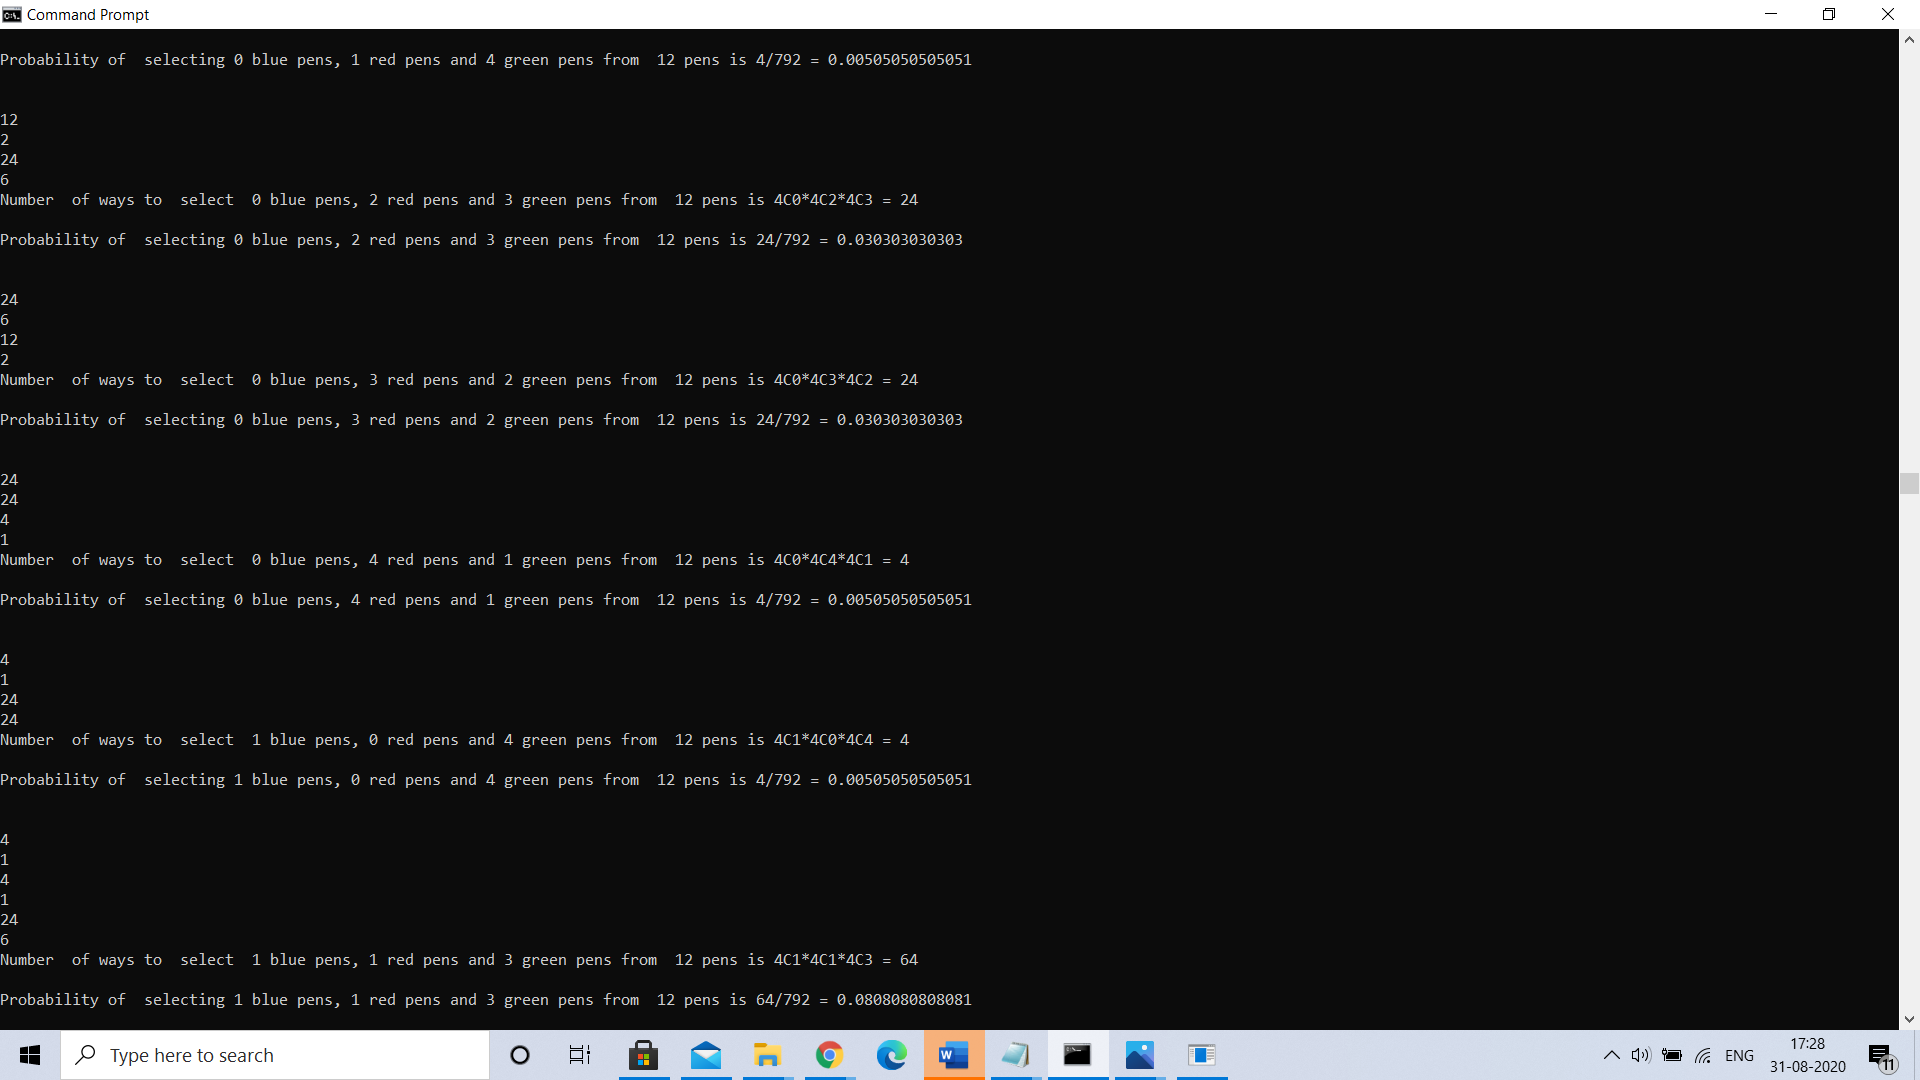 Command Prompt
Probability of  selecting 0 blue pens, 1 red pens and 4 green pens from  12 pens is 4/792 = 0.00505050505051
12
2
24
6
Number  of ways to  select  0 blue pens, 2 red pens and 3 green pens from  12 pens is 4C0*4C2*4C3 = 24
Probability of  selecting 0 blue pens, 2 red pens and 3 green pens from  12 pens is 24/792 = 0.030303030303
24
6
12
2
Number  of ways to  select  0 blue pens, 3 red pens and 2 green pens from  12 pens is 4C0*4C3*4C2 = 24
Probability of  selecting 0 blue pens, 3 red pens and 2 green pens from  12 pens is 24/792 = 0.030303030303
24
24
4
1
Number  of ways to  select  0 blue pens, 4 red pens and 1 green pens from  12 pens is 4C0*4C4*4C1 = 4
Probability of  selecting 0 blue pens, 4 red pens and 1 green pens from  12 pens is 4/792 = 0.00505050505051
4
1
24
24
Number  of ways to  select  1 blue pens, 0 red pens and 4 green pens from  12 pens is 4C1*4C0*4C4 = 4
Probability of  selecting 1 blue pens, 0 red pens and 4 green pens from  12 pens is 4/792 = 0.00505050505051
4
1
4
1
24
6
Number  of ways to  select  1 blue pens, 1 red pens and 3 green pens from  12 pens is 4C1*4C1*4C3 = 64
Probability of  selecting 1 blue pens, 1 red pens and 3 green pens from  12 pens is 64/792 = 0.0808080808081
Type here to search
ENG
17:28
31-08-2020
11